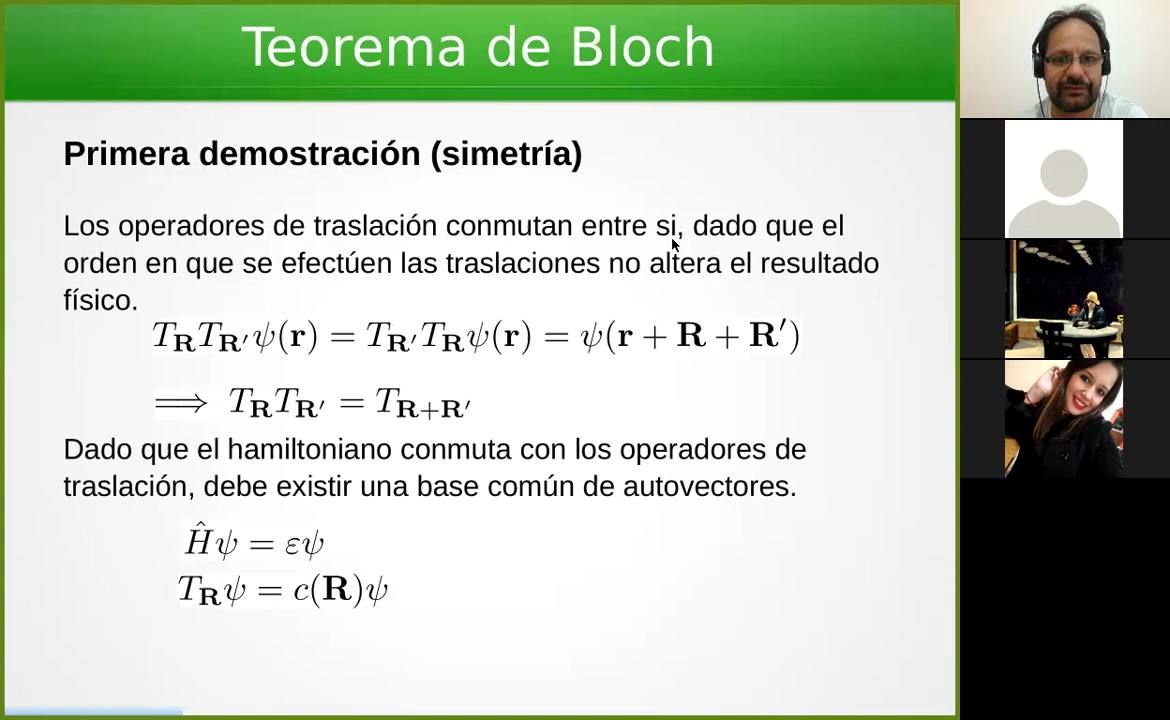 Teorema de Bloch
Primera demostración (simetría)
Los operadores de traslación conmutan entre si, dado que el
orden en que se efectúen las traslaciones no altera el resultado
físico.
T_R T_R' ψ(r) = T_R' T_R ψ(r) = ψ(r + R + R')
⟹ T_R T_R' = T_R+R'
Dado que el hamiltoniano conmuta con los operadores de
traslación, debe existir una base común de autovectores.
Ĥψ = εψ
T_R ψ = c(R)ψ